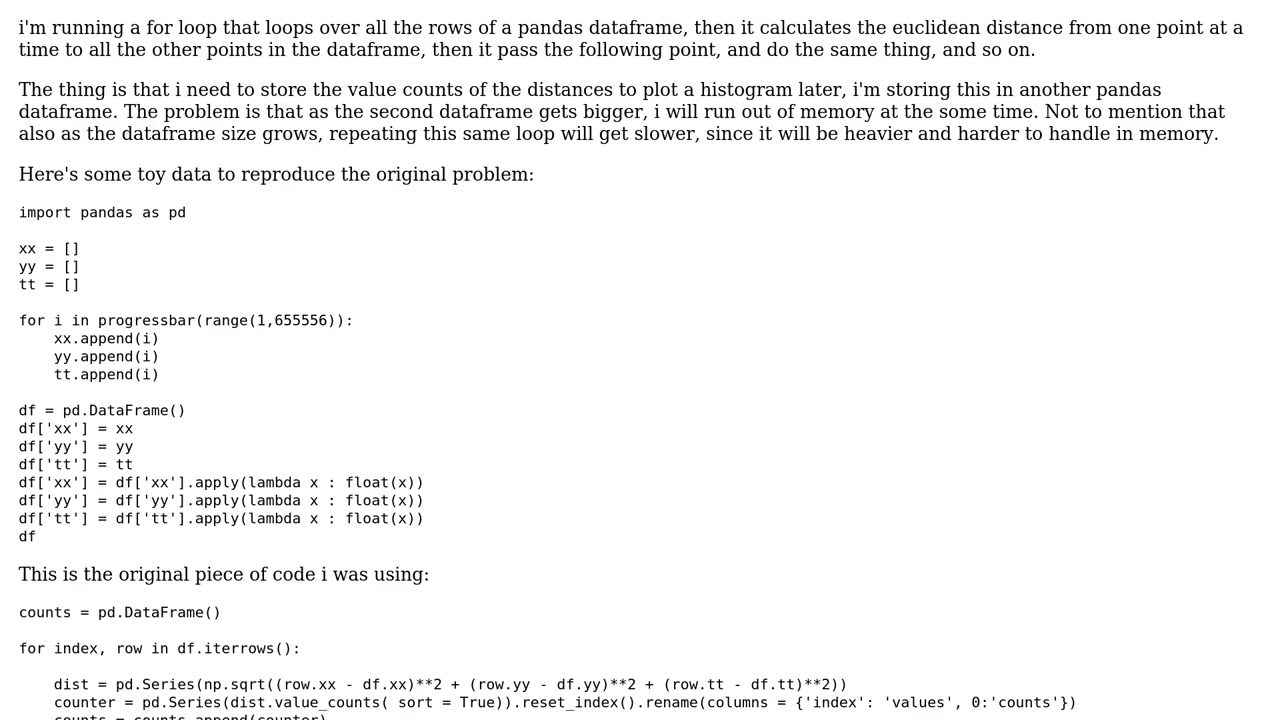 i'm running a for loop that loops over all the rows of a pandas dataframe, then it calculates the euclidean distance from one point at a
time to all the other points in the dataframe, then it pass the following point, and do the same thing, and so on.
The thing is that i need to store the value counts of the distances to plot a histogram later, i'm storing this in another pandas
dataframe. The problem is that as the second dataframe gets bigger, i will run out of memory at the some time. Not to mention that
also as the dataframe size grows, repeating this same loop will get slower, since it will be heavier and harder to handle in memory.
Here's some toy data to reproduce the original problem:
import pandas as pd
xx = []
yy = []
tt = []
for i in progressbar(range(1,655556)):
    xx.append(i)
    yy.append(i)
    tt.append(i)
df = pd.DataFrame()
df['xx'] = xx
df['yy'] = yy
df['tt'] = tt
df['xx'] = df['xx'].apply(lambda x : float(x))
df['yy'] = df['yy'].apply(lambda x : float(x))
df['tt'] = df['tt'].apply(lambda x : float(x))
df
This is the original piece of code i was using:
counts = pd.DataFrame()
for index, row in df.iterrows():
    dist = pd.Series(np.sqrt((row.xx - df.xx)**2 + (row.yy - df.yy)**2 + (row.tt - df.tt)**2))
    counter = pd.Series(dist.value_counts( sort = True)).reset_index().rename(columns = {'index': 'values', 0:'counts'})
    counts = counts.append(counter)